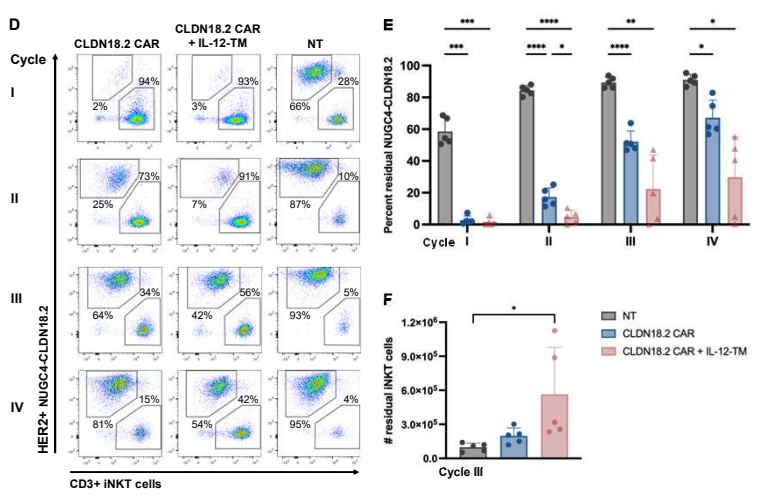 D
CLDN18.2 CAR
CLDN18.2 CAR
+ IL-12-TM
NT
Cycle
I
94%
2%
93%
3%
28%
66%
II
73%
25%
91%
7%
10%
87%
III
34%
64%
56%
42%
5%
93%
IV
15%
81%
42%
54%
4%
95%
HER2+ NUGC4-CLDN18.2
CD3+ iNKT cells
E
*** **** ** *
*** **** * **** *
Percent residual NUGC4-CLDN18.2
100
80
60
40
20
0
Cycle I II III IV
F
*
# residual iNKT cells
1.2×10⁶
9.0×10⁵
6.0×10⁵
3.0×10⁵
0.0
Cycle III
NT
CLDN18.2 CAR
CLDN18.2 CAR + IL-12-TM